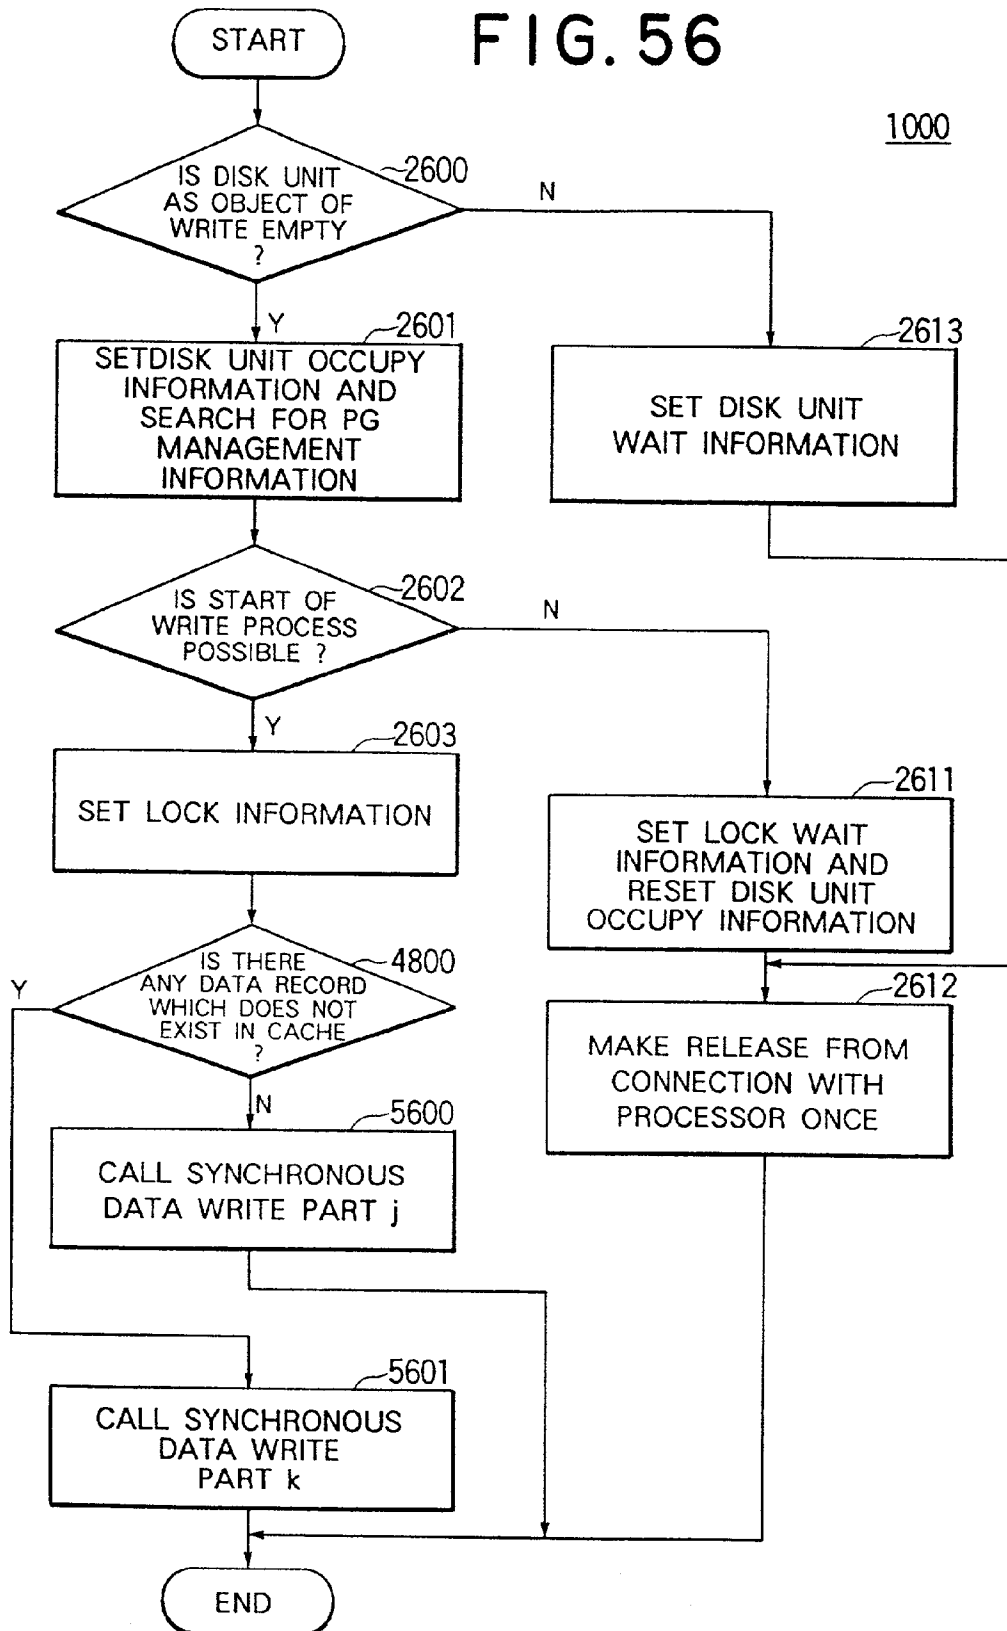 FIG. 56
START
1000
2600
IS DISK UNIT
AS OBJECT OF
WRITE EMPTY
?
N
Y
2601
SETDISK UNIT OCCUPY
INFORMATION AND
SEARCH FOR PG
MANAGEMENT
INFORMATION
2613
SET DISK UNIT
WAIT INFORMATION
2602
IS START OF
WRITE PROCESS
POSSIBLE ?
N
Y
2603
SET LOCK INFORMATION
2611
SET LOCK WAIT
INFORMATION AND
RESET DISK UNIT
OCCUPY INFORMATION
4800
IS THERE
ANY DATA RECORD
WHICH DOES NOT
EXIST IN CACHE
?
Y
N
2612
MAKE RELEASE FROM
CONNECTION WITH
PROCESSOR ONCE
5600
CALL SYNCHRONOUS
DATA WRITE PART j
5601
CALL SYNCHRONOUS
DATA WRITE
PART k
END